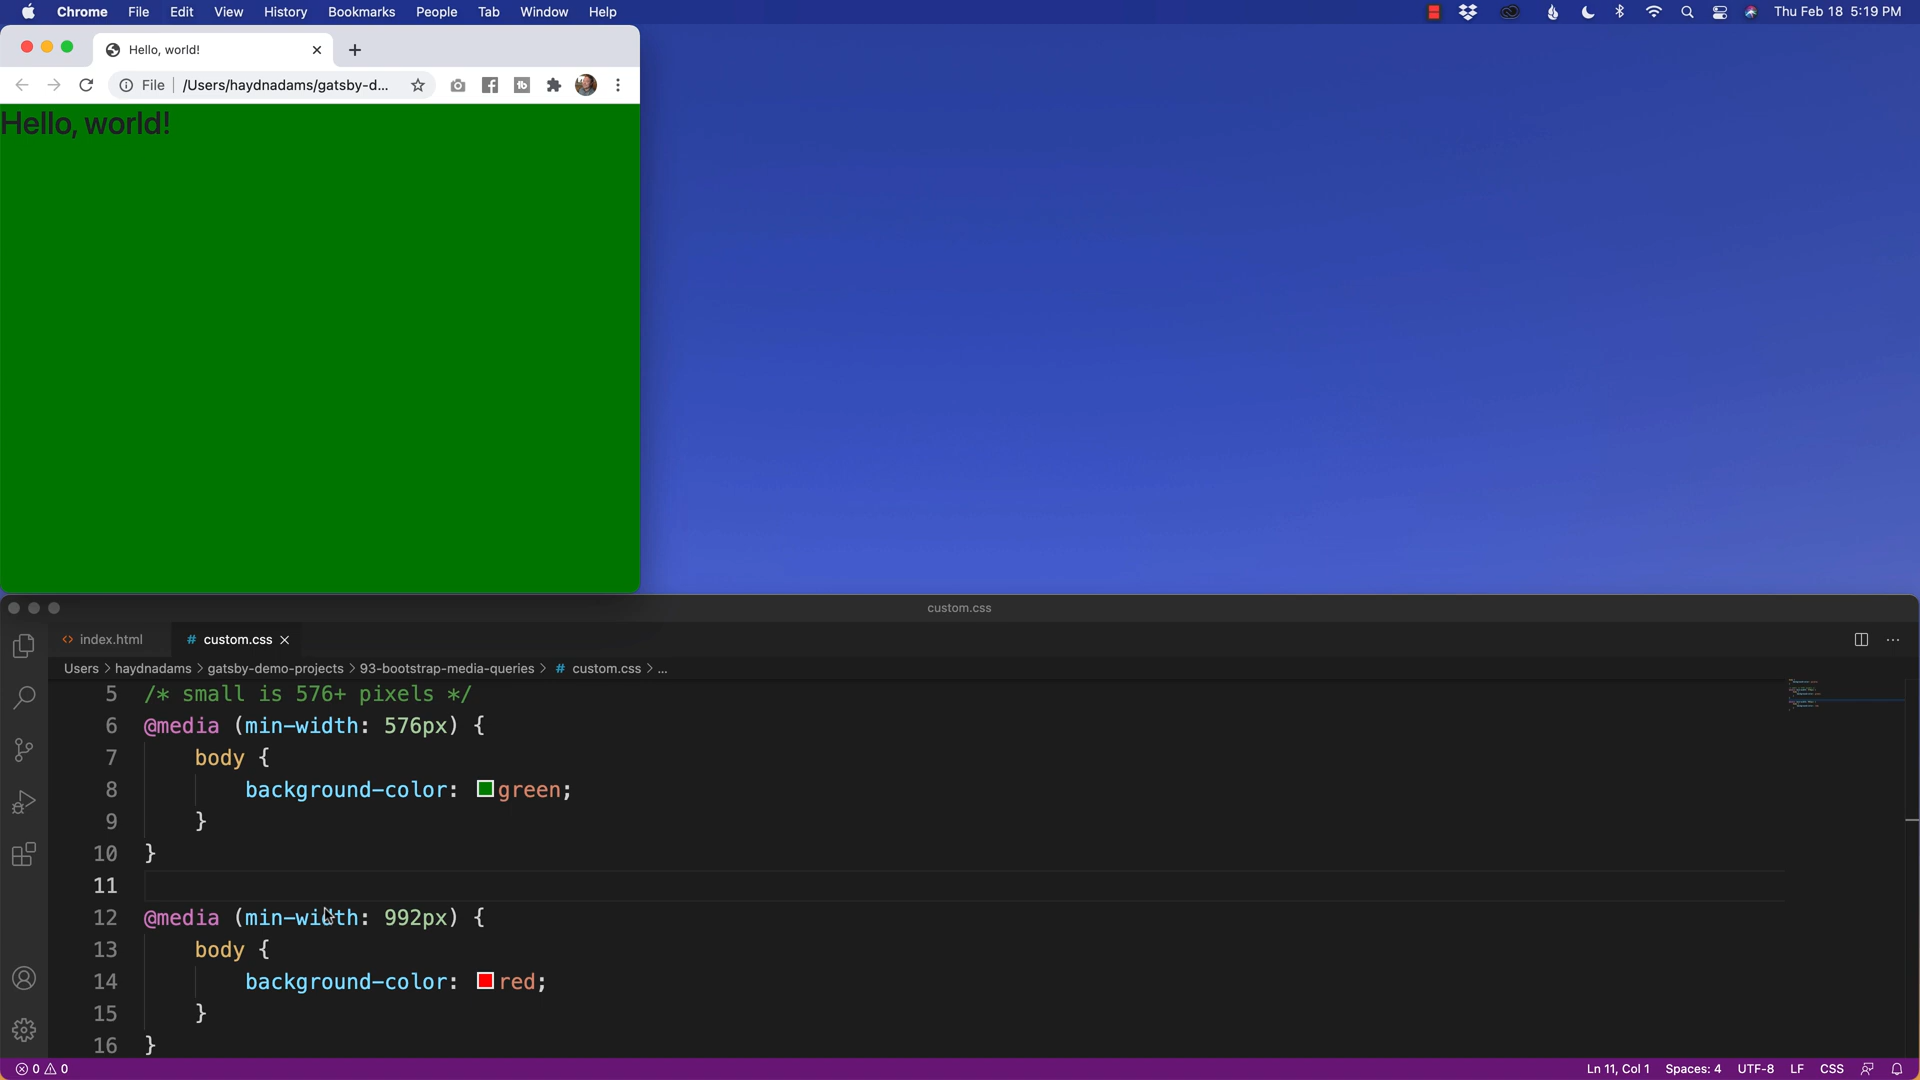 Chrome File Edit View History Bookmarks People Tab Window Help Thu Feb 18 5:19 PM
Hello, world!
File /Users/haydnadams/gatsby-d...
Hello, world!
custom.css
index.html # custom.css
Users > haydnadams > gatsby-demo-projects > 93-bootstrap-media-queries > # custom.css > ...
5 /* small is 576+ pixels */
6 @media (min-width: 576px) {
7 body {
8 background-color: green;
9 }
10 }
11
12 @media (min-width: 992px) {
13 body {
14 background-color: red;
15 }
16 }
0 0 Ln 11, Col 1 Spaces: 4 UTF-8 LF CSS